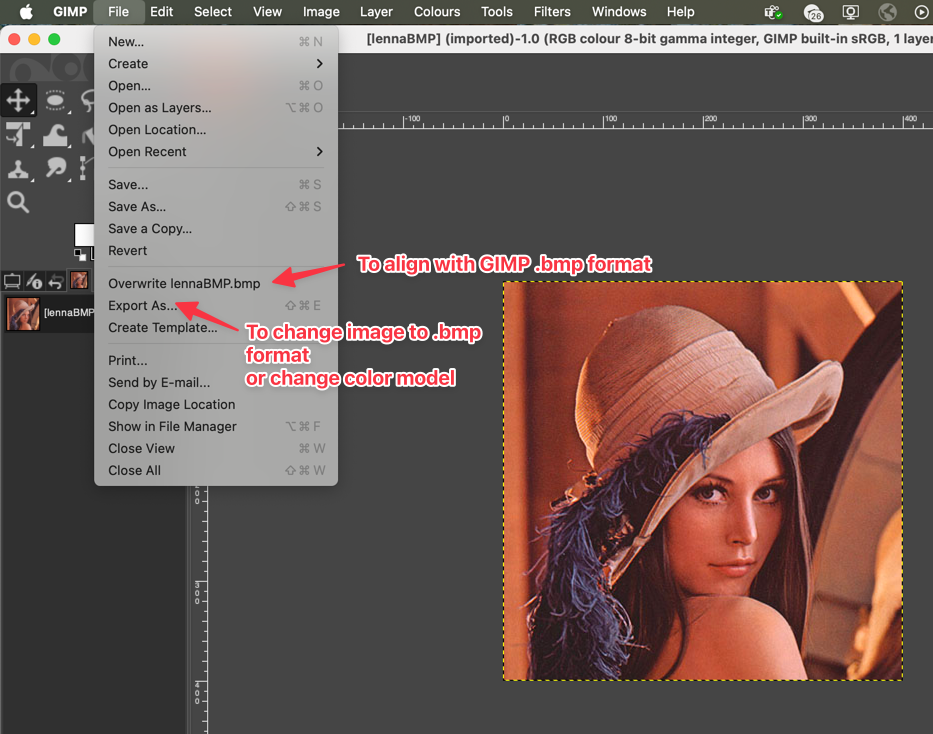 GIMP File Edit Select View Image Layer Colours Tools Filters Windows Help 26
[lennaBMP] (imported)-1.0 (RGB colour 8-bit gamma integer, GIMP built-in sRGB, 1 layer
New... ⌘ N
Create >
Open... ⌘ O
Open as Layers... ⌥ ⌘ O
Open Location...
Open Recent >
Save... ⌘ S
Save As... ⇧ ⌘ S
Save a Copy...
Revert
Overwrite lennaBMP.bmp
Export As... ⇧ ⌘ E
Create Template...
Print...
Send by E-mail...
Copy Image Location
Show in File Manager ⌥ ⌘ F
Close View ⌘ W
Close All ⇧ ⌘ W
-100 0 100 200 300 400
To align with GIMP .bmp format
To change image to .bmp
format
or change color model
[lennaBMP
300
400